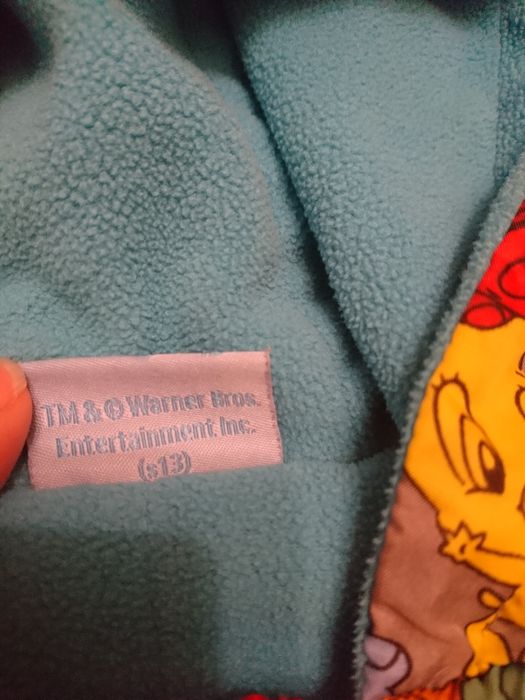 TM & © Warner Bros.
Entertainment Inc.
(s13)